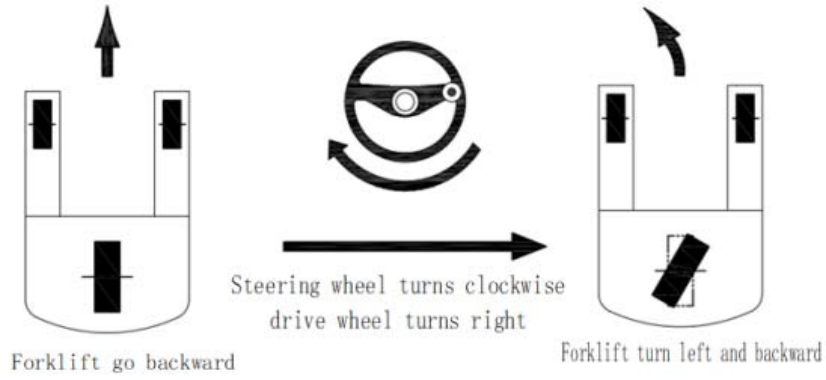 Steering wheel turns clockwise
drive wheel turns right
Forklift go backward
Forklift turn left and backward